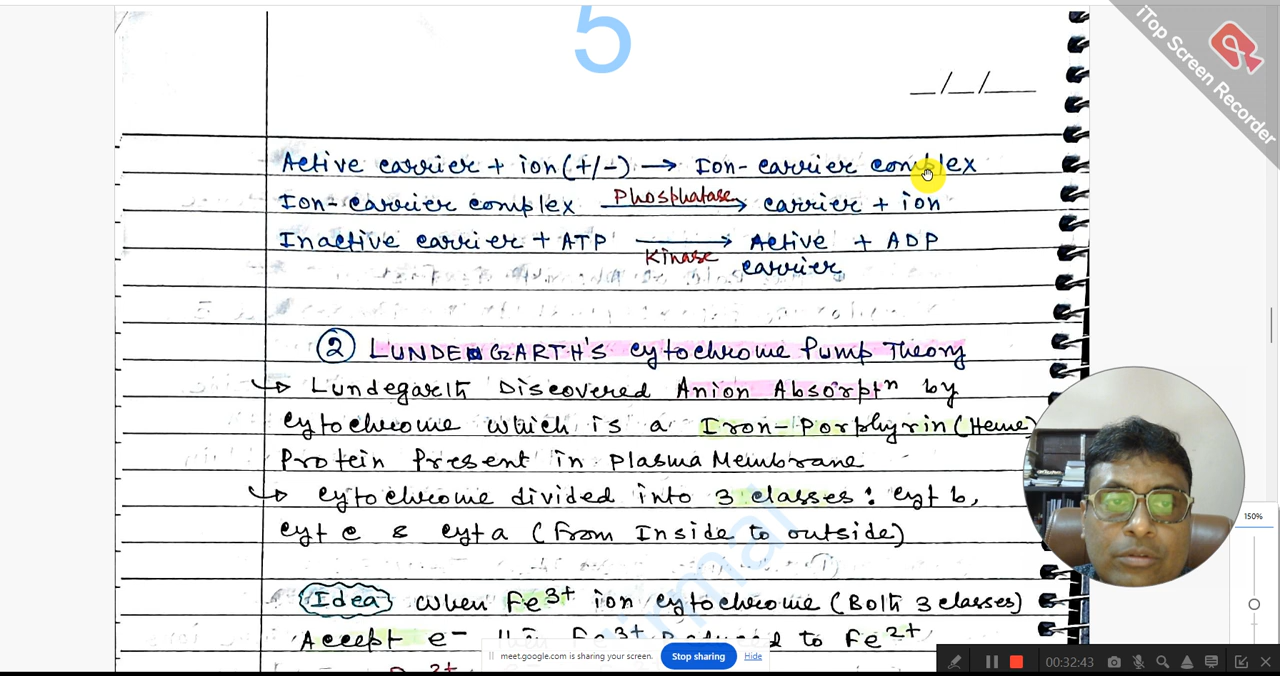 5
iTop Screen Recorder
_/_/_
Active carrier + ion (+/-) → Ion-carrier complex
Ion-carrier complex Phosphatase→ carrier + ion
Inactive carrier + ATP Kinase→ Active carrier + ADP
② LUNDEGARTH'S cytochrome Pump Theory
↳ Lundegarth Discovered Anion Absorptⁿ by
cytochrome which is a Iron-Porphyrin (Heme)
Protein Present in Plasma Membrane
↳ cytochrome divided into 3 classes : cyt b,
cyt c & cyt a (from Inside to outside)
150%
Idea when Fe³⁺ ion cytochrome (Both 3 classes)
Accept e⁻ Fe³⁺ to Fe²⁺
meet.google.com is sharing your screen. Stop sharing Hide
00:32:43